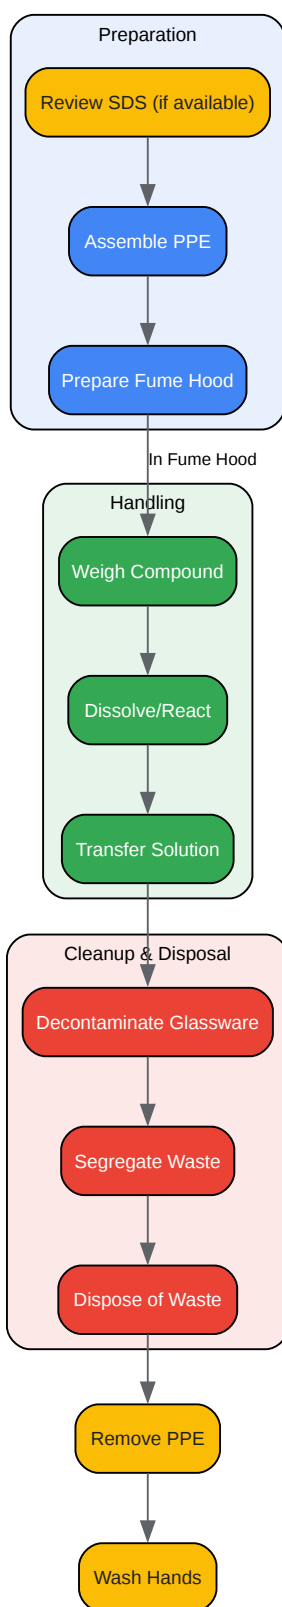 Preparation
Review SDS (if available)
Assemble PPE
Prepare Fume Hood
In Fume Hood
Handling
Weigh Compound
Dissolve/React
Transfer Solution
Cleanup & Disposal
Decontaminate Glassware
Segregate Waste
Dispose of Waste
Remove PPE
Wash Hands